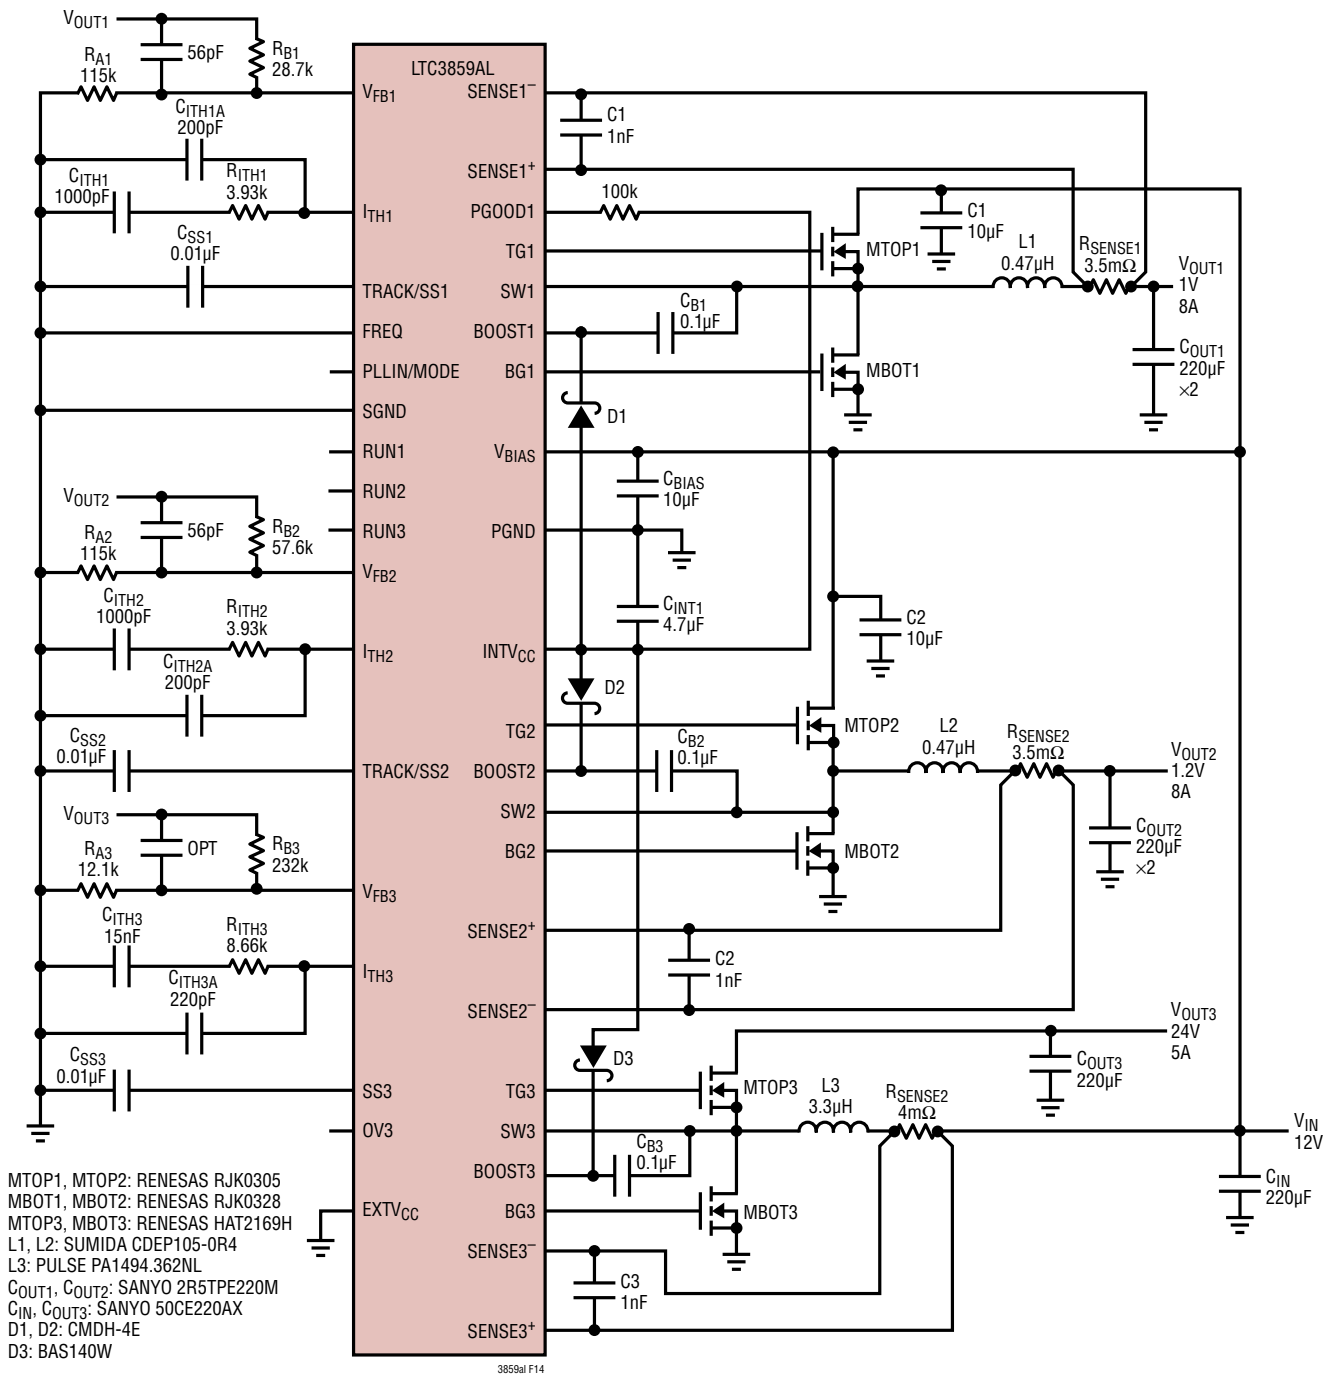 VOUT1
RA1
115k
56pF
RB1
28.7k
CITH1A
200pF
CITH1
1000pF
RITH1
3.93k
CSS1
0.01µF
VOUT2
RA2
115k
56pF
RB2
57.6k
CITH2
1000pF
RITH2
3.93k
CITH2A
200pF
CSS2
0.01µF
VOUT3
RA3
12.1k
OPT
RB3
232k
CITH3
15nF
RITH3
8.66k
CITH3A
220pF
CSS3
0.01µF
LTC3859AL
VFB1
ITH1
TRACK/SS1
FREQ
PLLIN/MODE
SGND
RUN1
RUN2
RUN3
VFB2
ITH2
TRACK/SS2
VFB3
ITH3
SS3
OV3
EXTVCC
SENSE1–
SENSE1+
PGOOD1
TG1
SW1
BOOST1
BG1
VBIAS
PGND
INTVCC
TG2
BOOST2
SW2
BG2
SENSE2+
SENSE2–
TG3
SW3
BOOST3
BG3
SENSE3–
SENSE3+
C1
1nF
100k
MTOP1
C1
10µF
L1
0.47µH
RSENSE1
3.5mΩ
VOUT1
1V
8A
CB1
0.1µF
MBOT1
COUT1
220µF
×2
D1
CBIAS
10µF
CINT1
4.7µF
C2
10µF
D2
MTOP2
L2
0.47µH
RSENSE2
3.5mΩ
VOUT2
1.2V
8A
CB2
0.1µF
MBOT2
COUT2
220µF
×2
C2
1nF
VOUT3
24V
5A
D3
MTOP3
L3
3.3µH
RSENSE2
4mΩ
COUT3
220µF
VIN
12V
CB3
0.1µF
MBOT3
CIN
220µF
C3
1nF
MTOP1, MTOP2: RENESAS RJK0305
MBOT1, MBOT2: RENESAS RJK0328
MTOP3, MBOT3: RENESAS HAT2169H
L1, L2: SUMIDA CDEP105-0R4
L3: PULSE PA1494.362NL
COUT1, COUT2: SANYO 2R5TPE220M
CIN, COUT3: SANYO 50CE220AX
D1, D2: CMDH-4E
D3: BAS140W
3859al F14